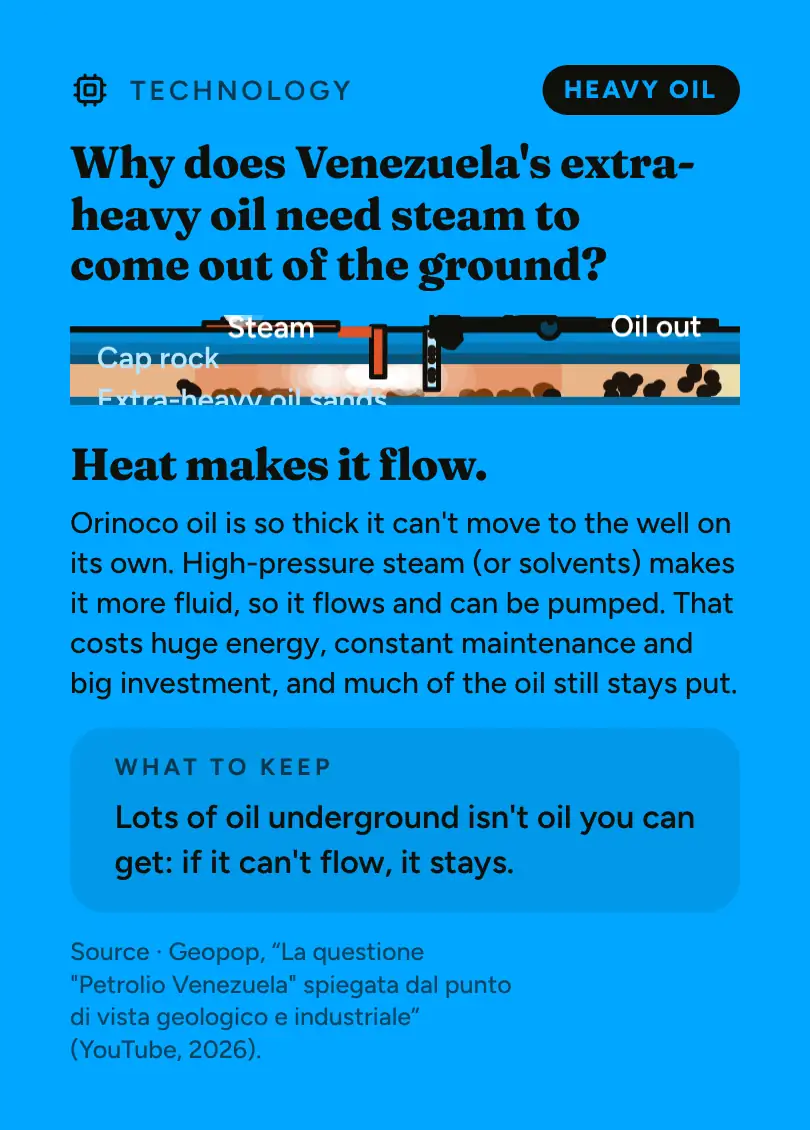 TECHNOLOGY
HEAVY OIL
Why does Venezuela's extra-
heavy oil need steam to
come out of the ground?
Steam
Oil out
Cap rock
Extra-heavy oil sands
Heat makes it flow.
Orinoco oil is so thick it can't move to the well on
its own. High-pressure steam (or solvents) makes
it more fluid, so it flows and can be pumped. That
costs huge energy, constant maintenance and
big investment, and much of the oil still stays put.
WHAT TO KEEP
Lots of oil underground isn't oil you can
get: if it can't flow, it stays.
Source · Geopop, “La questione
"Petrolio Venezuela" spiegata dal punto
di vista geologico e industriale”
(YouTube, 2026).